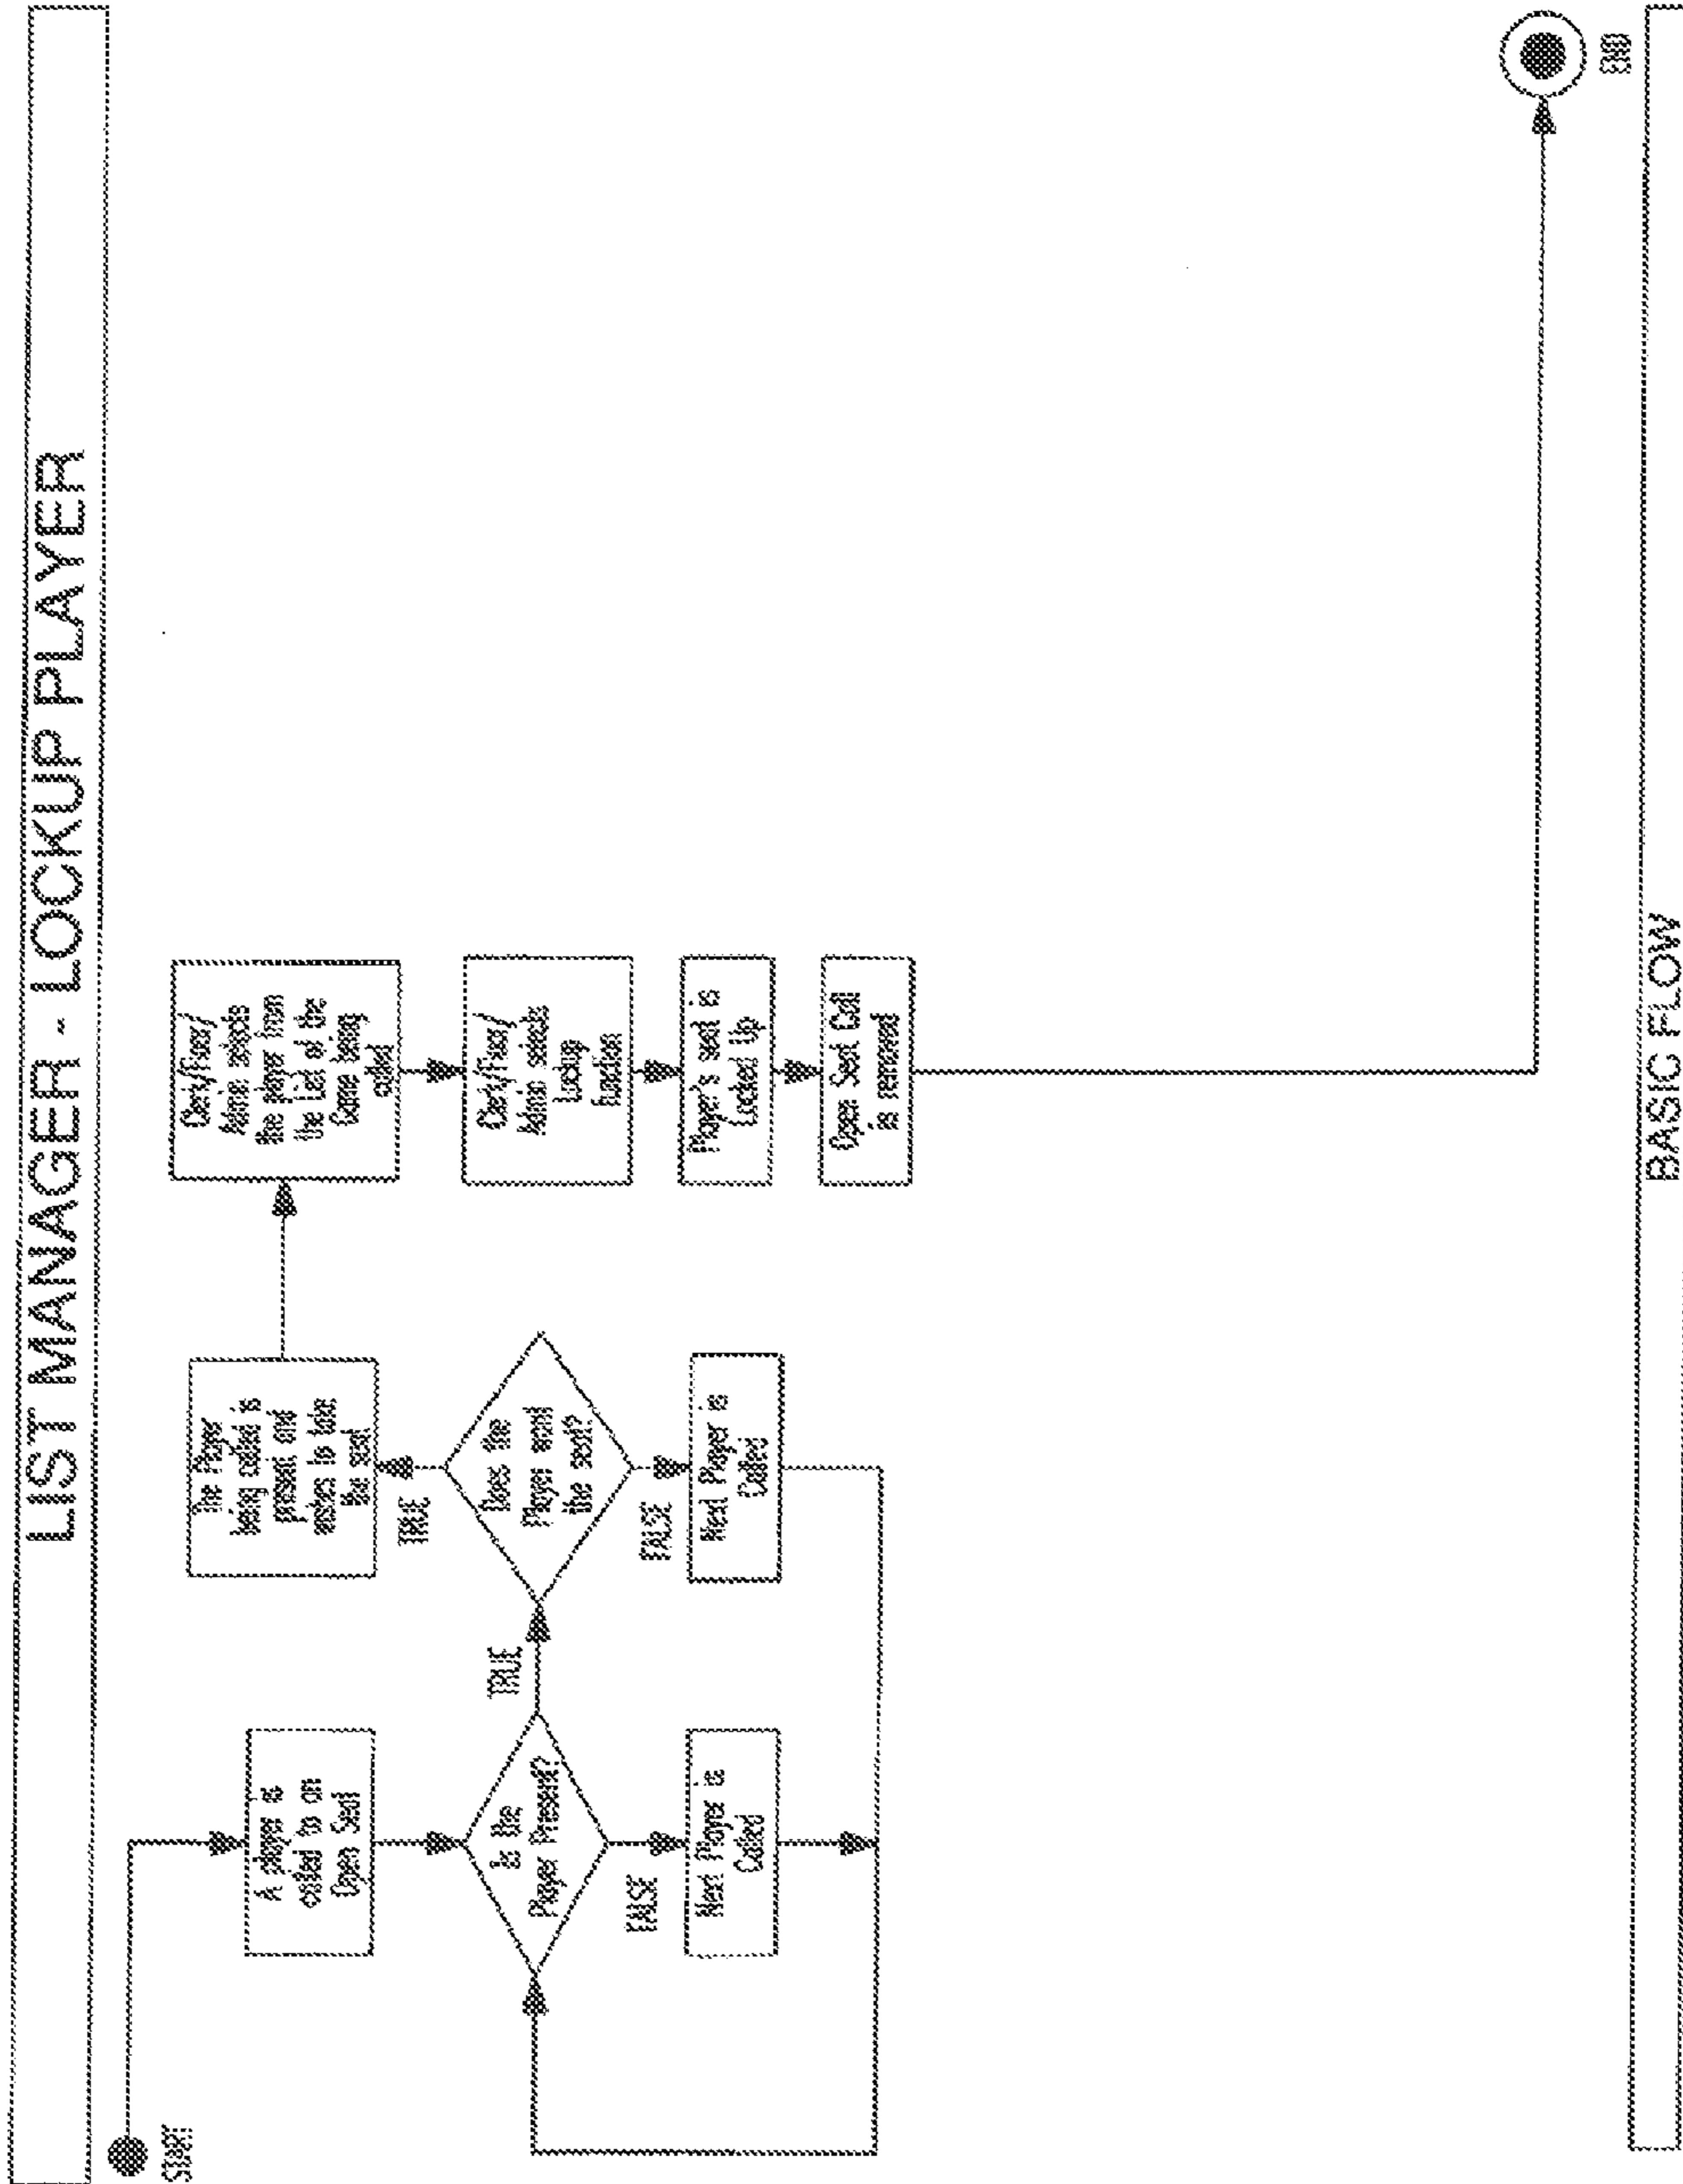 LIST MANAGER - LOCKUP PLAYER
START
A player is
called to an
Open Seat
Is the
Player Present?
TRUE
FALSE
Next Player is
Called
The Player
being called is
present and
wishes to take
the seat
TRUE
Does the
Player want
the seat?
FALSE
Next Player is
Called
Clerk/Floor/
Admin selects
the player from
the List of the
Game being
called
Clerk/Floor/
Admin selects
Lockup
function
Player's seat is
Locked Up
Open Seat Call
is removed
END
BASIC FLOW